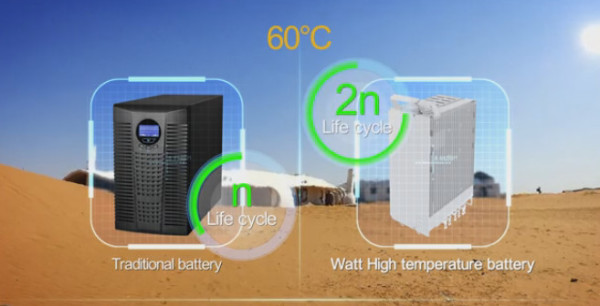 60°C
2n
Life cycle
n
Life cycle
Traditional battery
Watt High temperature battery